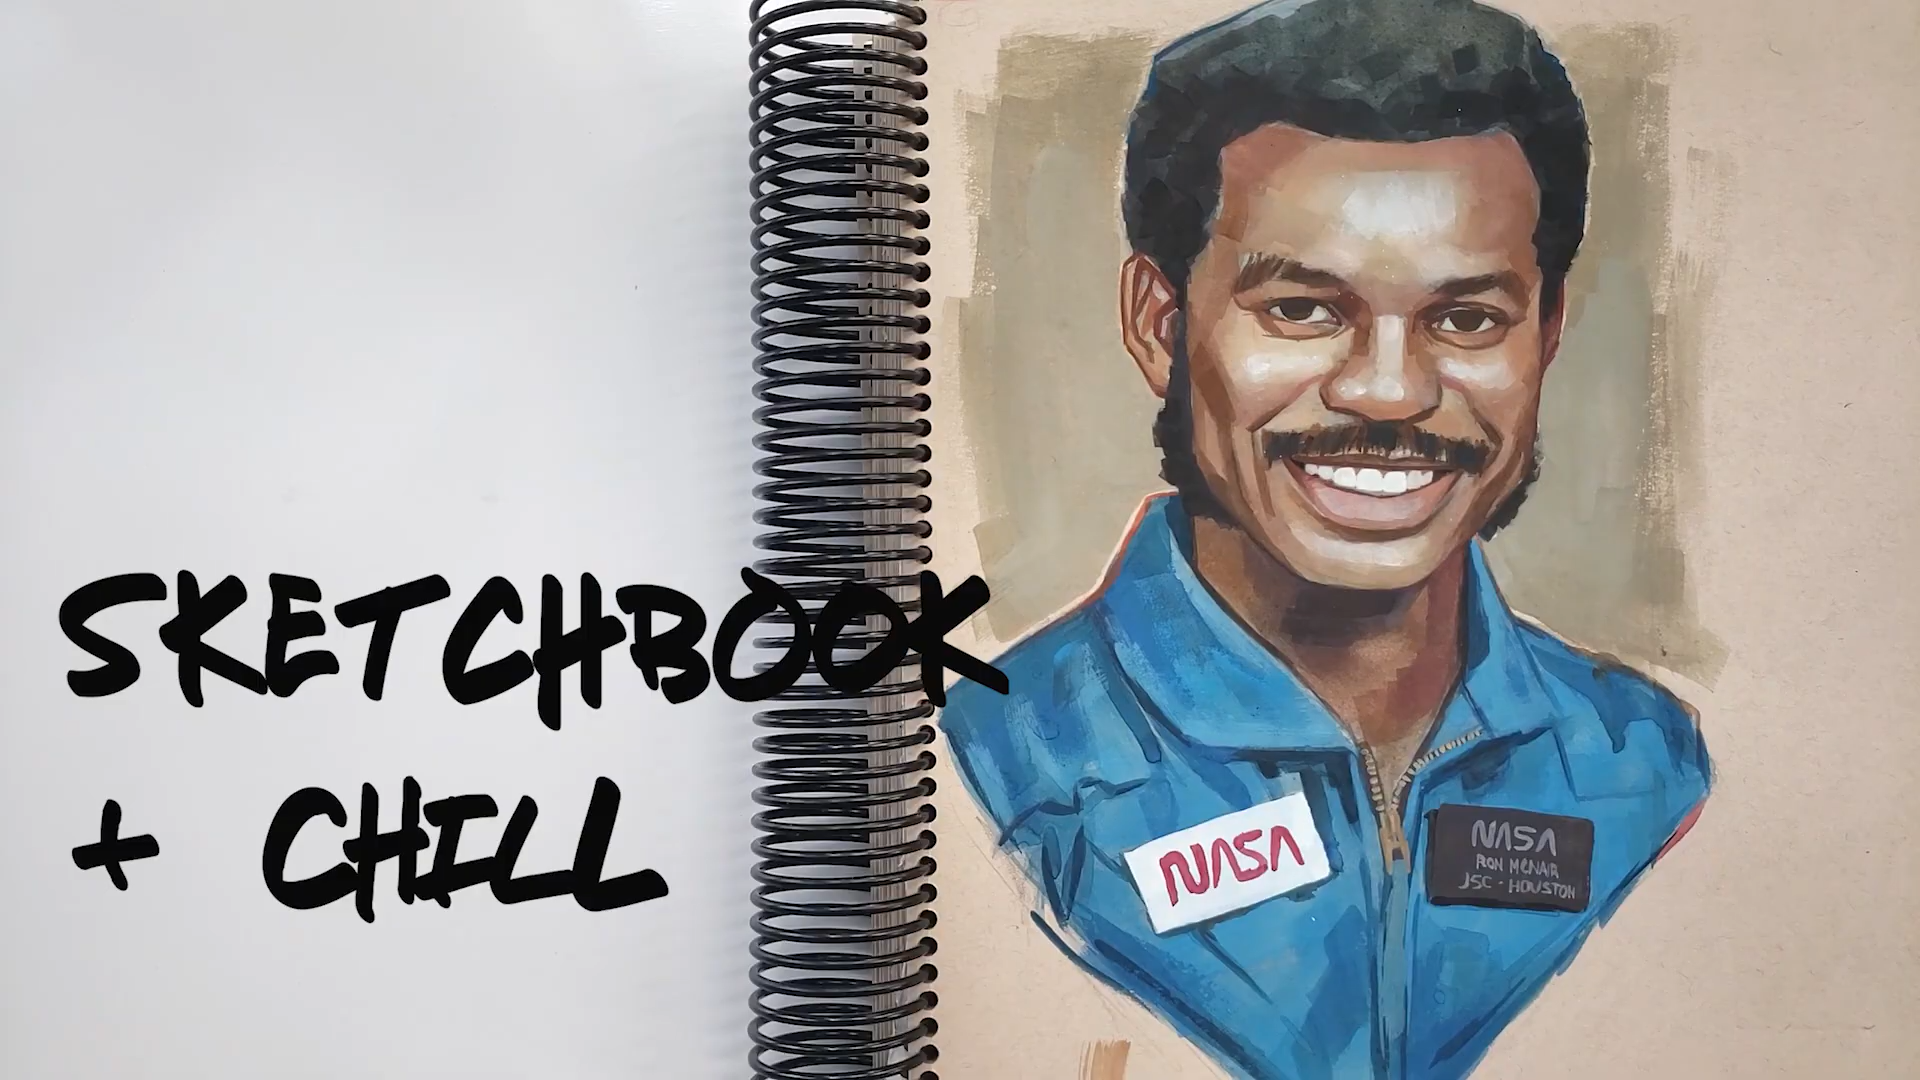 SKETCHBOOK
+ CHILL
NASA
NASA
RON MCNAIR
JSC - HOUSTON